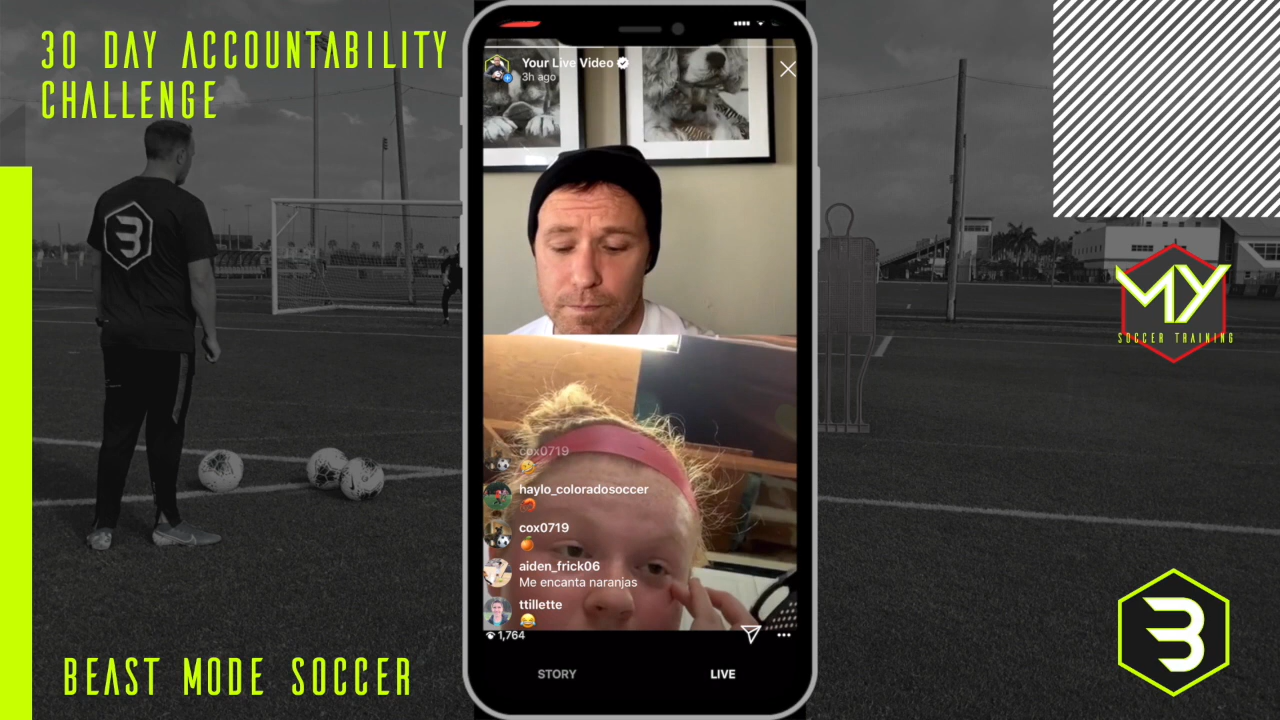 30 DAY ACCOUNTABILITY
CHALLENGE
Your Live Video
3h ago
cox0719
haylo_coloradosoccer
cox0719
aiden_frick06
Me encanta naranjas
ttillette
1,764
STORY
LIVE
MY
SOCCER TRAINING
BEAST MODE SOCCER
B